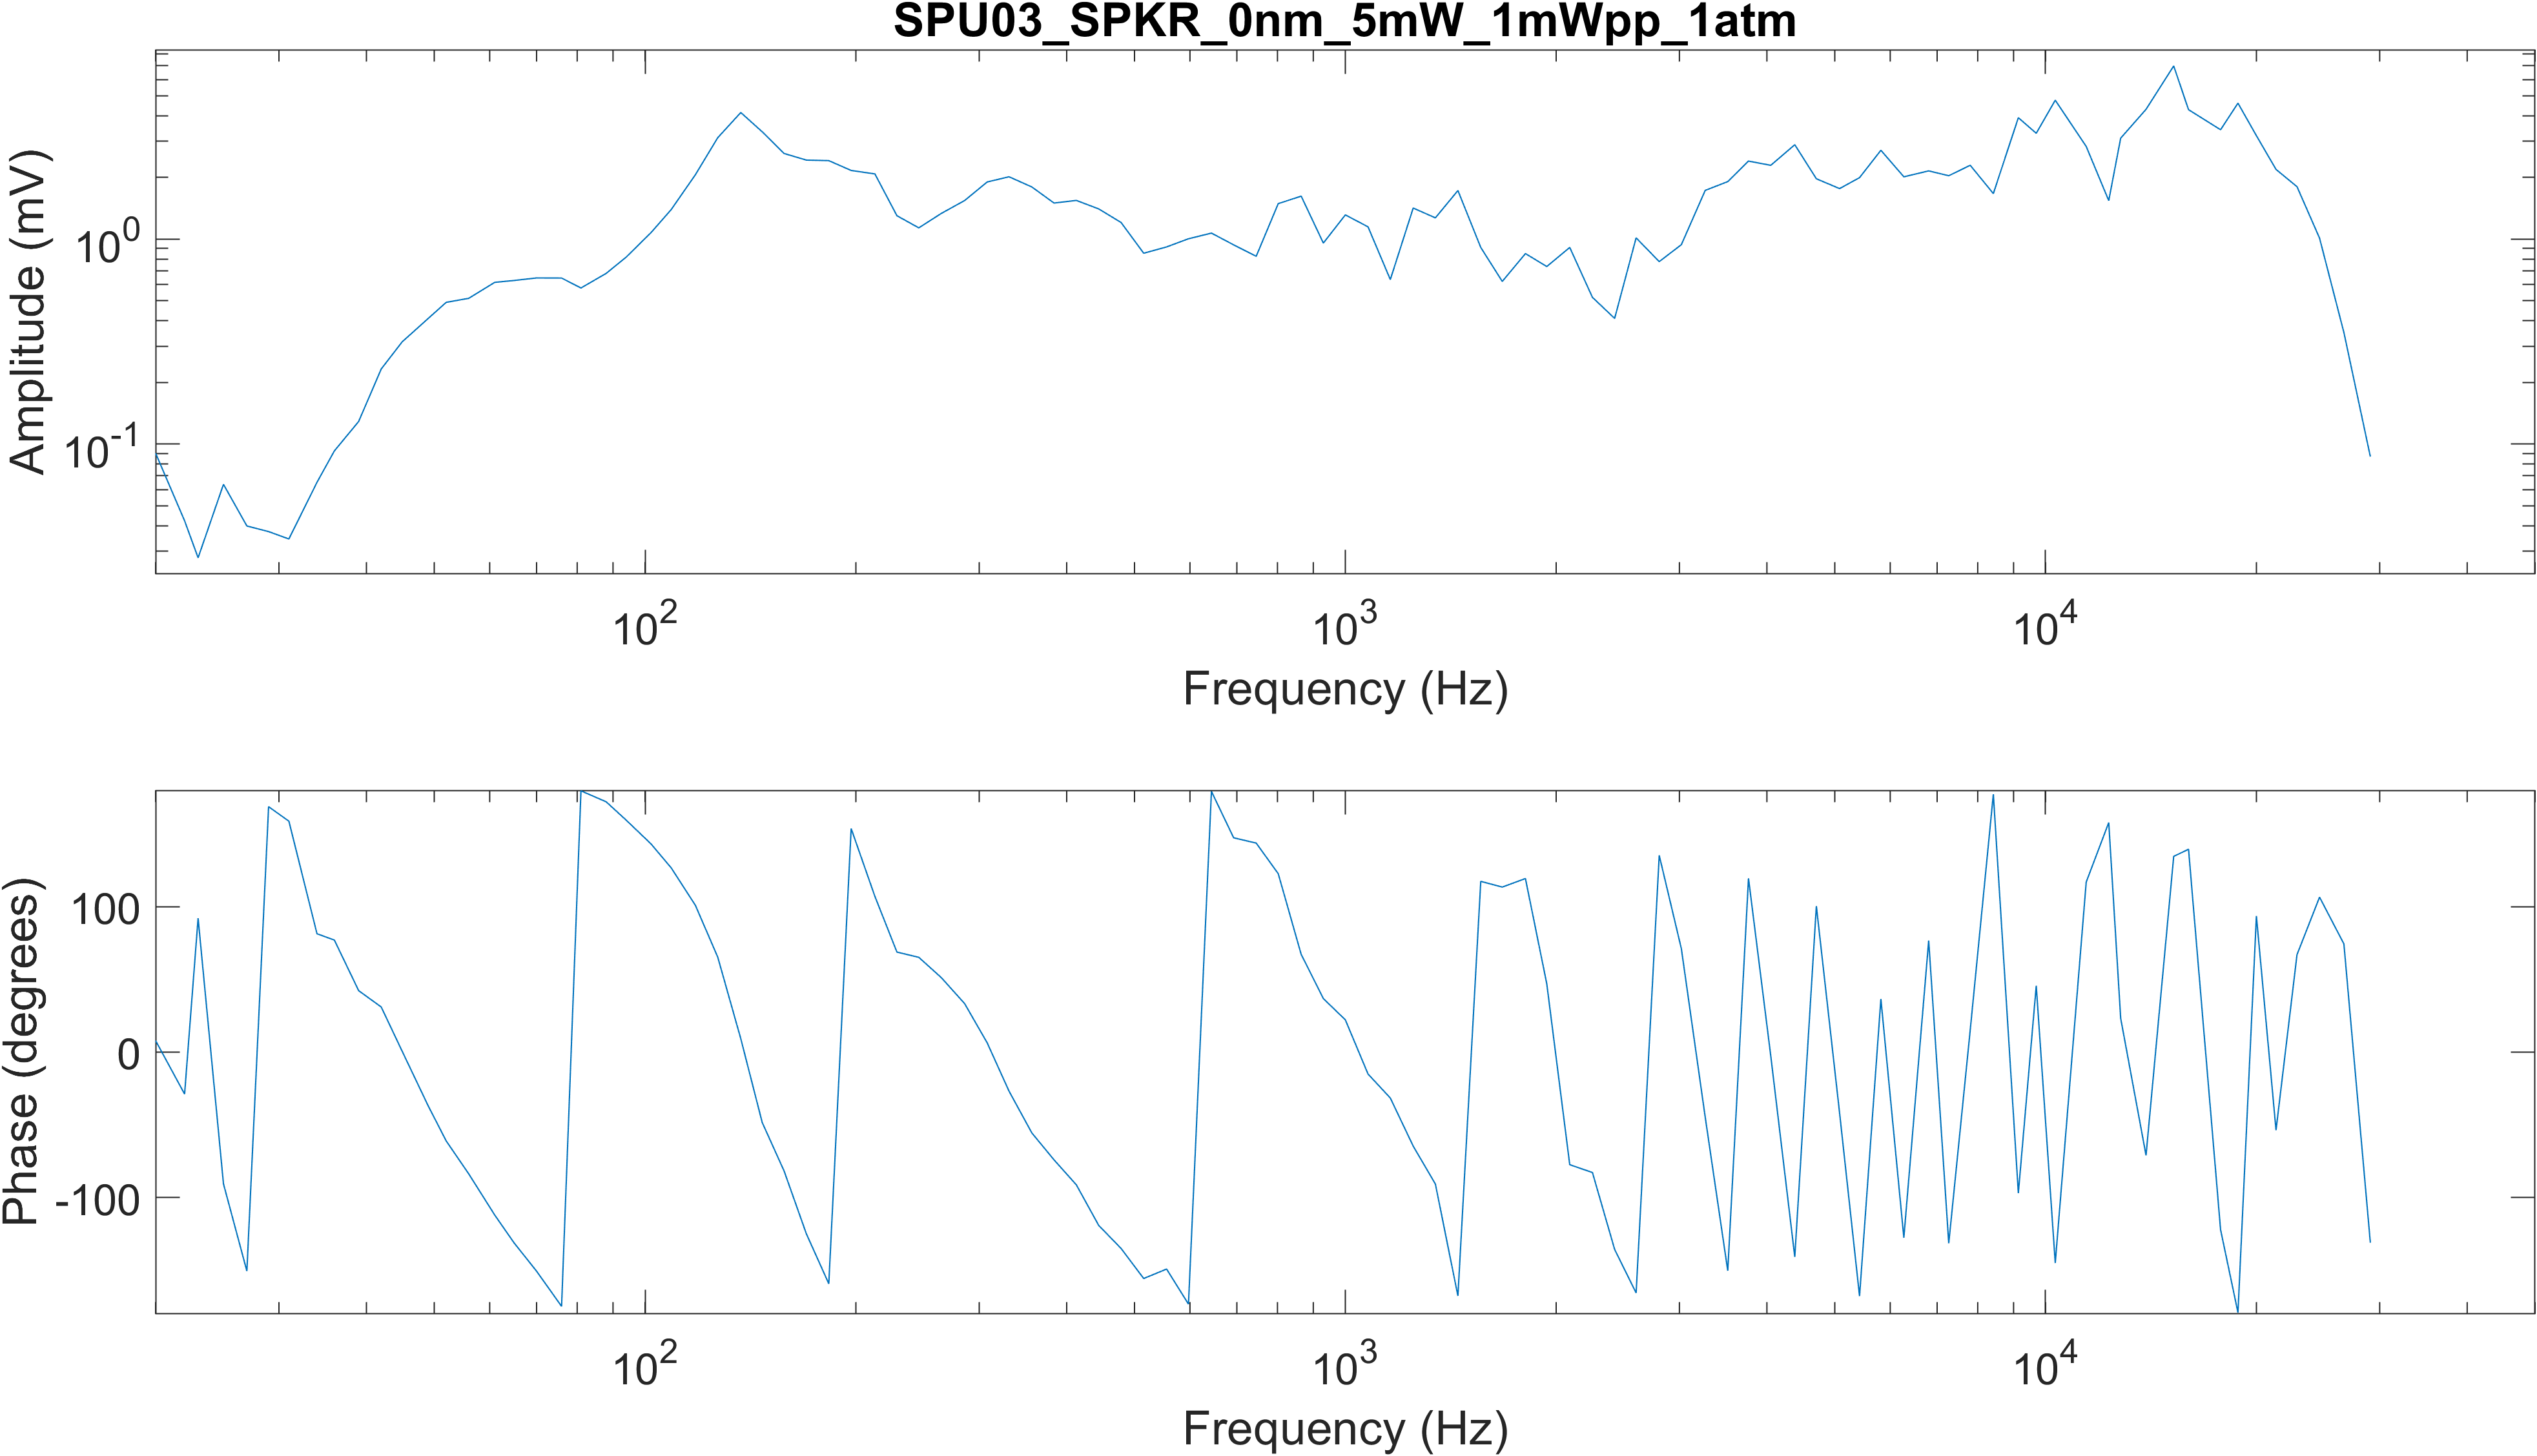 SPU03_SPKR_0nm_5mW_1mWpp_1atm
Amplitude (mV)
10^0
10^-1
10^2 10^3 10^4
Frequency (Hz)
Phase (degrees)
100
0
-100
10^2 10^3 10^4
Frequency (Hz)